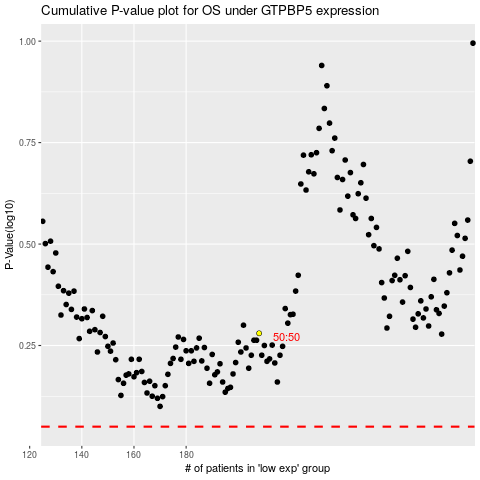 Cumulative P-value plot for OS under GTPBP5 expression
1.00
0.75
0.50
0.25
P-Value(log10)
50:50
120 140 160 180
# of patients in 'low exp' group